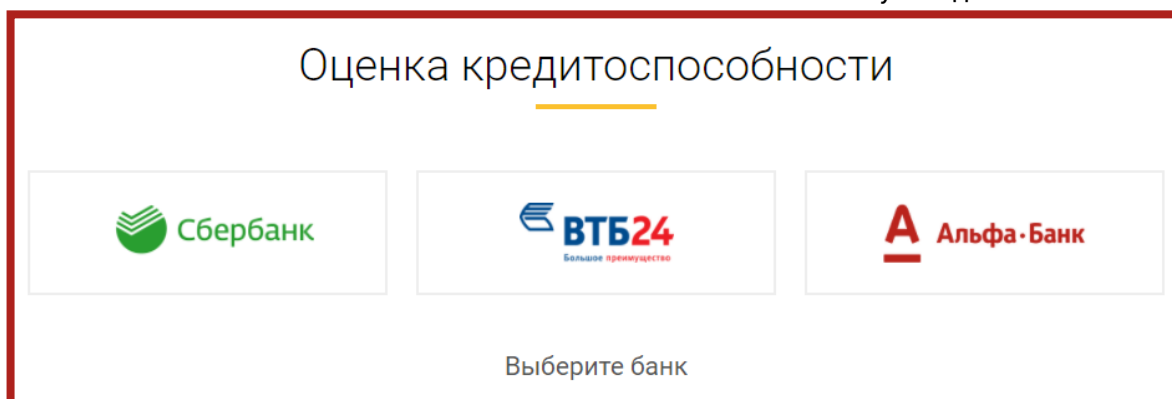 Оценка кредитоспособности
Сбербанк
ВТБ24
Большое преимущество
Альфа·Банк
Выберите банк